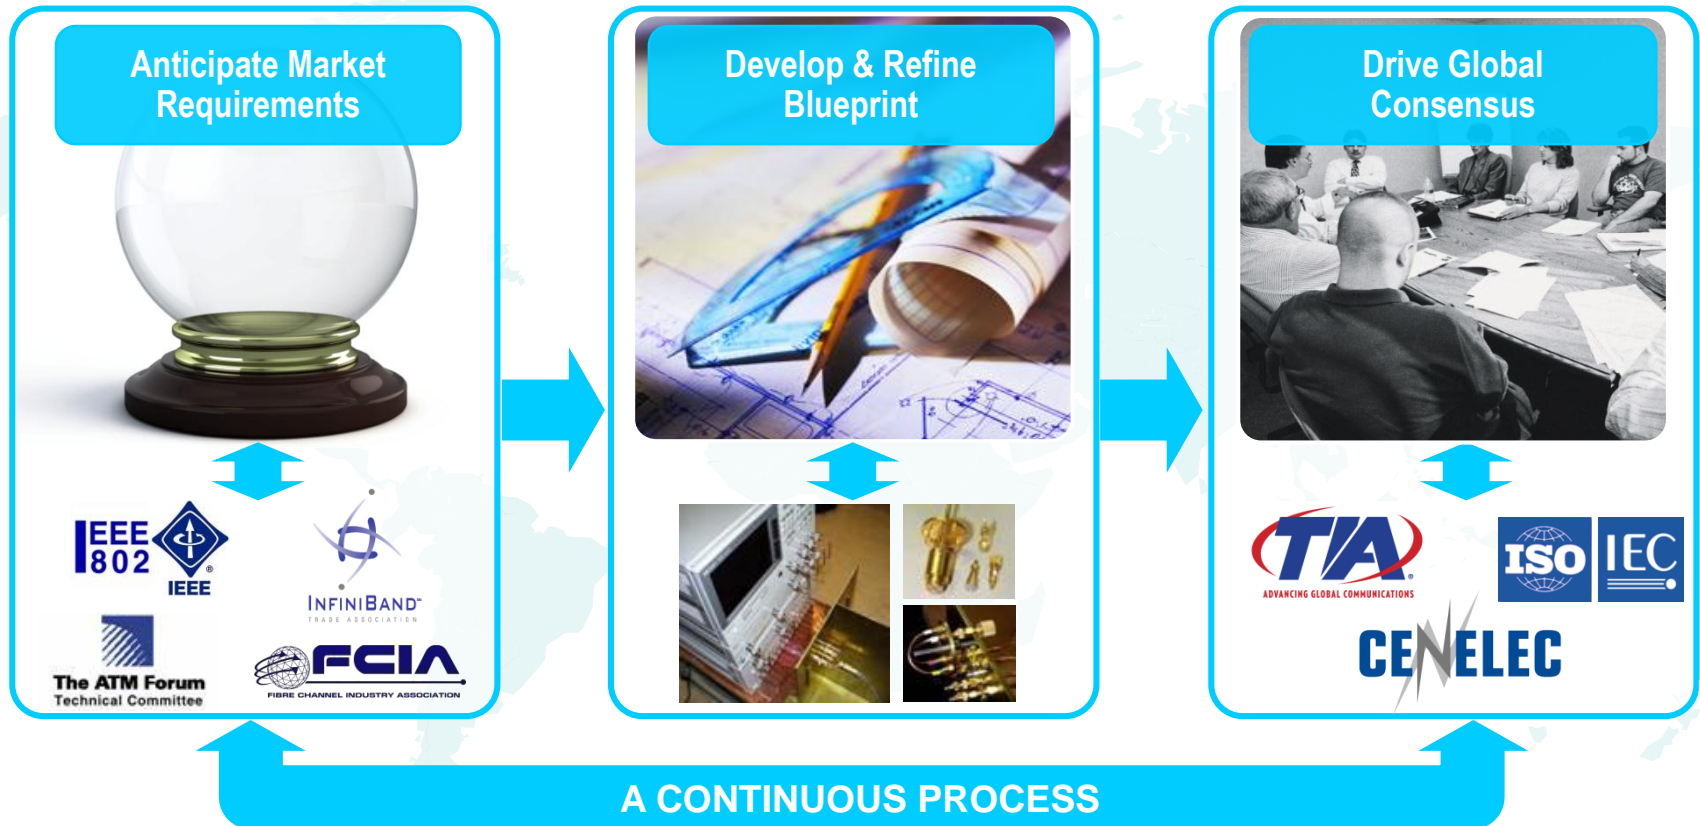 Anticipate Market
Requirements
Develop & Refine
Blueprint
Drive Global
Consensus
IEEE
802
IEEE
INFINIBAND™
TRADE ASSOCIATION
The ATM Forum
Technical Committee
FCIA
FIBRE CHANNEL INDUSTRY ASSOCIATION
TIA
ADVANCING GLOBAL COMMUNICATIONS
ISO
IEC
CENELEC
A CONTINUOUS PROCESS